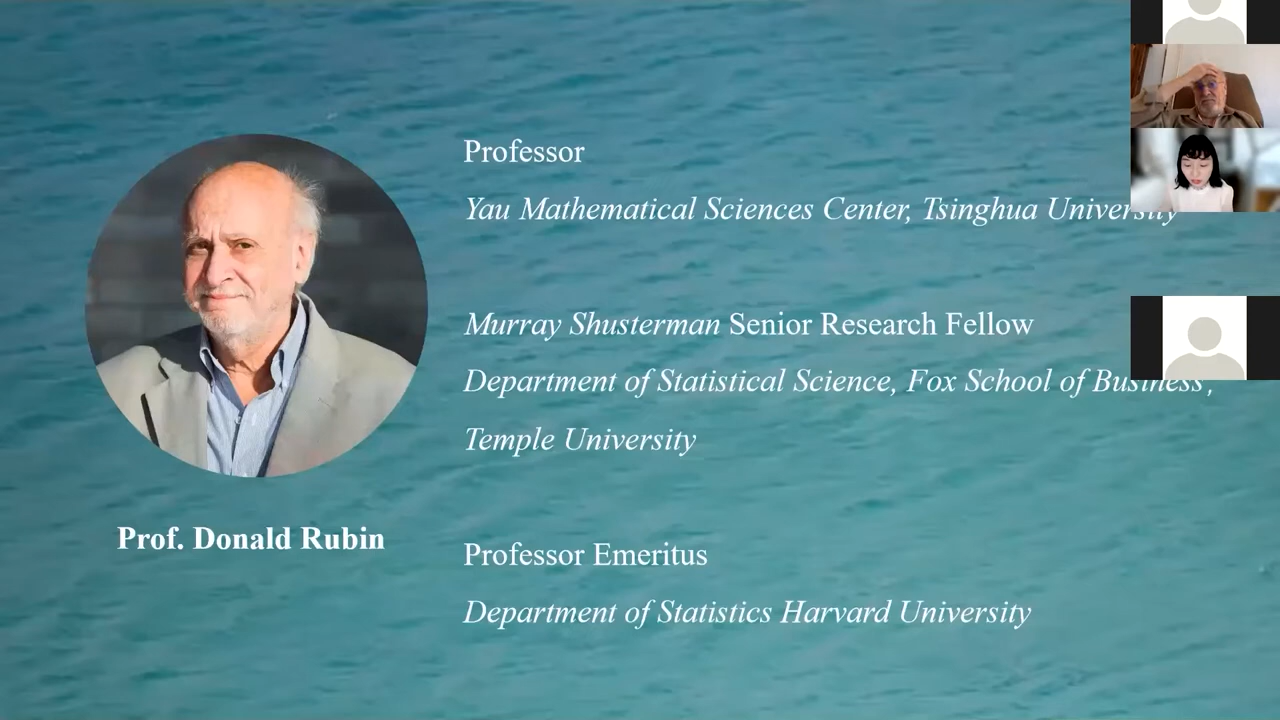 Professor
Yau Mathematical Sciences Center, Tsinghua University
Murray Shusterman Senior Research Fellow
Department of Statistical Science, Fox School of Business,
Temple University
Prof. Donald Rubin
Professor Emeritus
Department of Statistics Harvard University